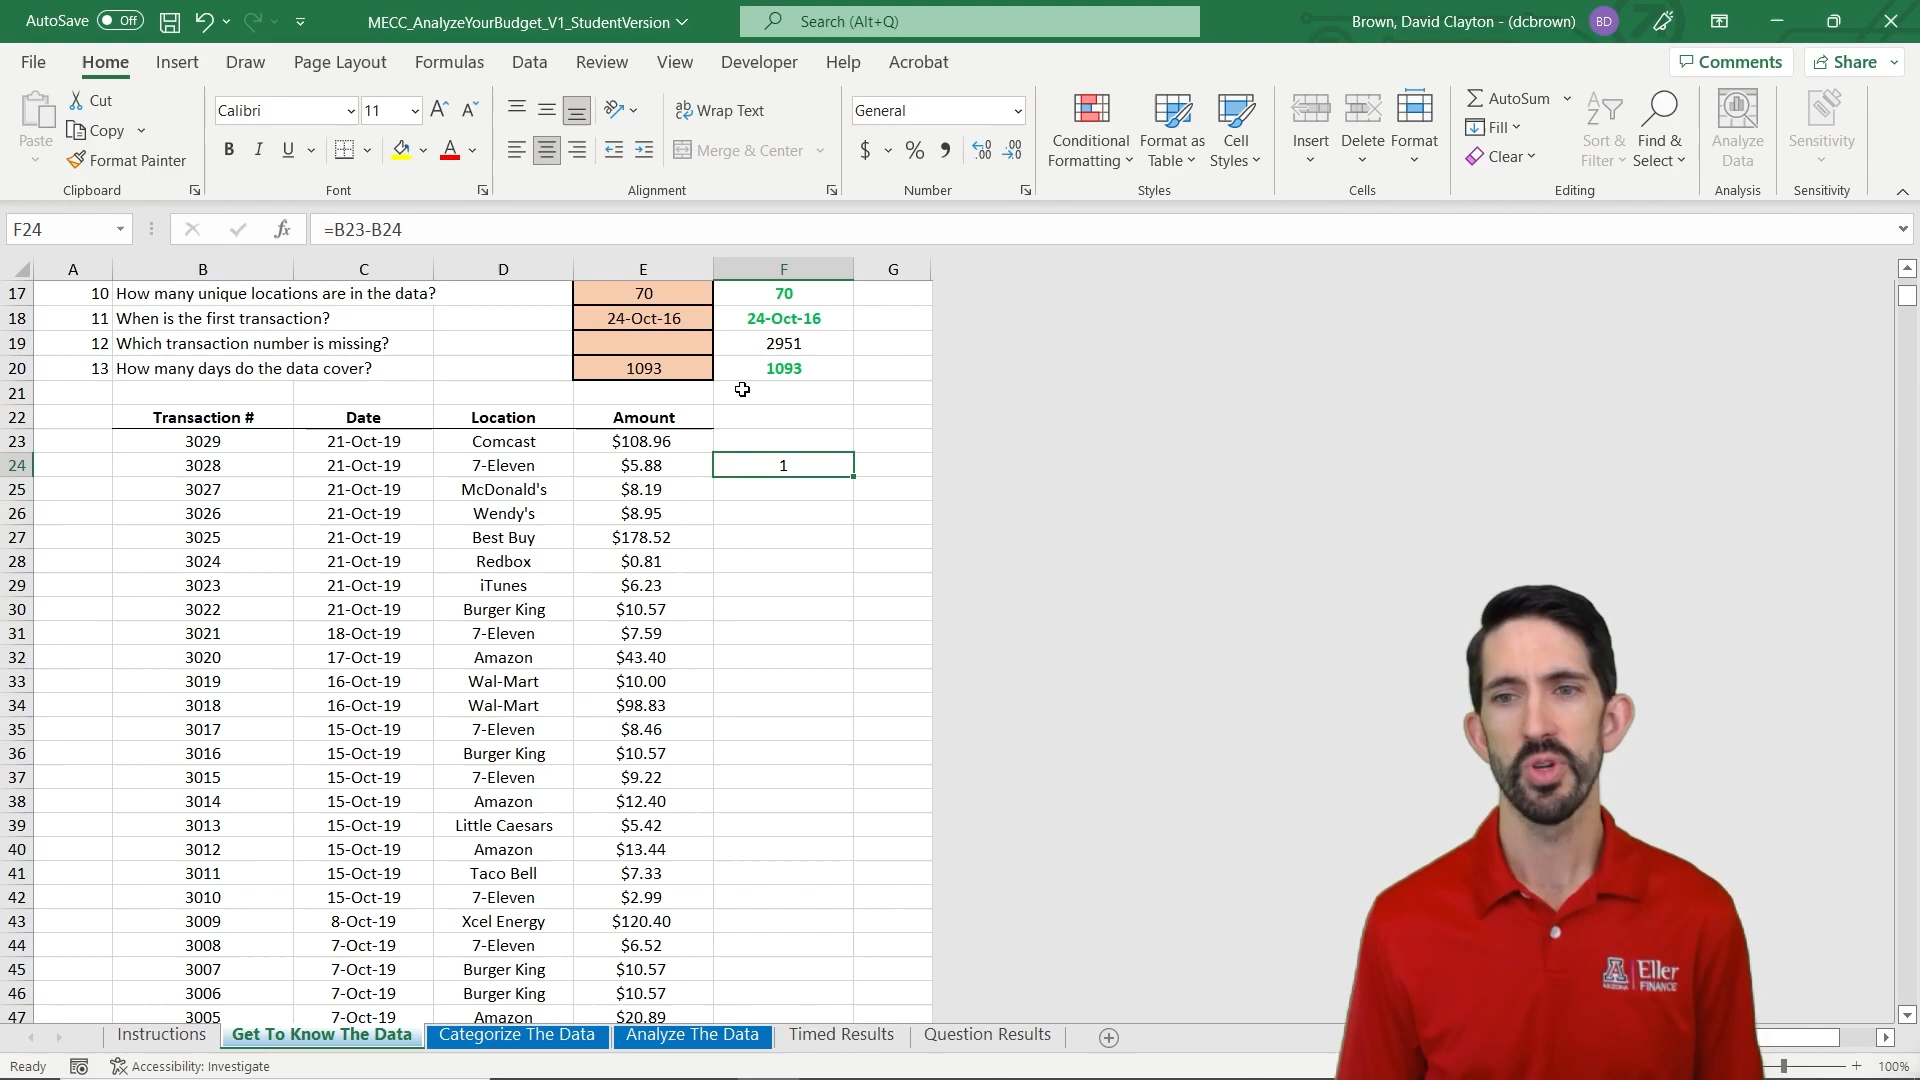 AutoSave Off MECC_AnalyzeYourBudget_V1_StudentVersion Search (Alt+Q) Brown, David Clayton - (dcbrown) BD
File Home Insert Draw Page Layout Formulas Data Review View Developer Help Acrobat Comments Share
Paste
Cut
Copy
Format Painter
Clipboard
Calibri 11
B I U
Font
Wrap Text
Merge & Center
Alignment
General
$ % 9
Number
Conditional Formatting
Format as Table
Cell Styles
Styles
Insert Delete Format
Cells
AutoSum
Fill
Clear
Sort & Filter
Find & Select
Editing
Analyze Data
Analysis
Sensitivity
Sensitivity
F24 fx =B23-B24
A B C D E F G
17 10 How many unique locations are in the data? 70 70
18 11 When is the first transaction? 24-Oct-16 24-Oct-16
19 12 Which transaction number is missing? 2951
20 13 How many days do the data cover? 1093 1093
21
22 Transaction # Date Location Amount
23 3029 21-Oct-19 Comcast $108.96
24 3028 21-Oct-19 7-Eleven $5.88 1
25 3027 21-Oct-19 McDonald's $8.19
26 3026 21-Oct-19 Wendy's $8.95
27 3025 21-Oct-19 Best Buy $178.52
28 3024 21-Oct-19 Redbox $0.81
29 3023 21-Oct-19 iTunes $6.23
30 3022 21-Oct-19 Burger King $10.57
31 3021 18-Oct-19 7-Eleven $7.59
32 3020 17-Oct-19 Amazon $43.40
33 3019 16-Oct-19 Wal-Mart $10.00
34 3018 16-Oct-19 Wal-Mart $98.83
35 3017 15-Oct-19 7-Eleven $8.46
36 3016 15-Oct-19 Burger King $10.57
37 3015 15-Oct-19 7-Eleven $9.22
38 3014 15-Oct-19 Amazon $12.40
39 3013 15-Oct-19 Little Caesars $5.42
40 3012 15-Oct-19 Amazon $13.44
41 3011 15-Oct-19 Taco Bell $7.33
42 3010 15-Oct-19 7-Eleven $2.99
43 3009 8-Oct-19 Xcel Energy $120.40
44 3008 7-Oct-19 7-Eleven $6.52
45 3007 7-Oct-19 Burger King $10.57
46 3006 7-Oct-19 Burger King $10.57
47 3005 7-Oct-19 Amazon $20.89
A Eller
FINANCE
Instructions Get To Know The Data Categorize The Data Analyze The Data Timed Results Question Results
Ready Accessibility: Investigate 100%